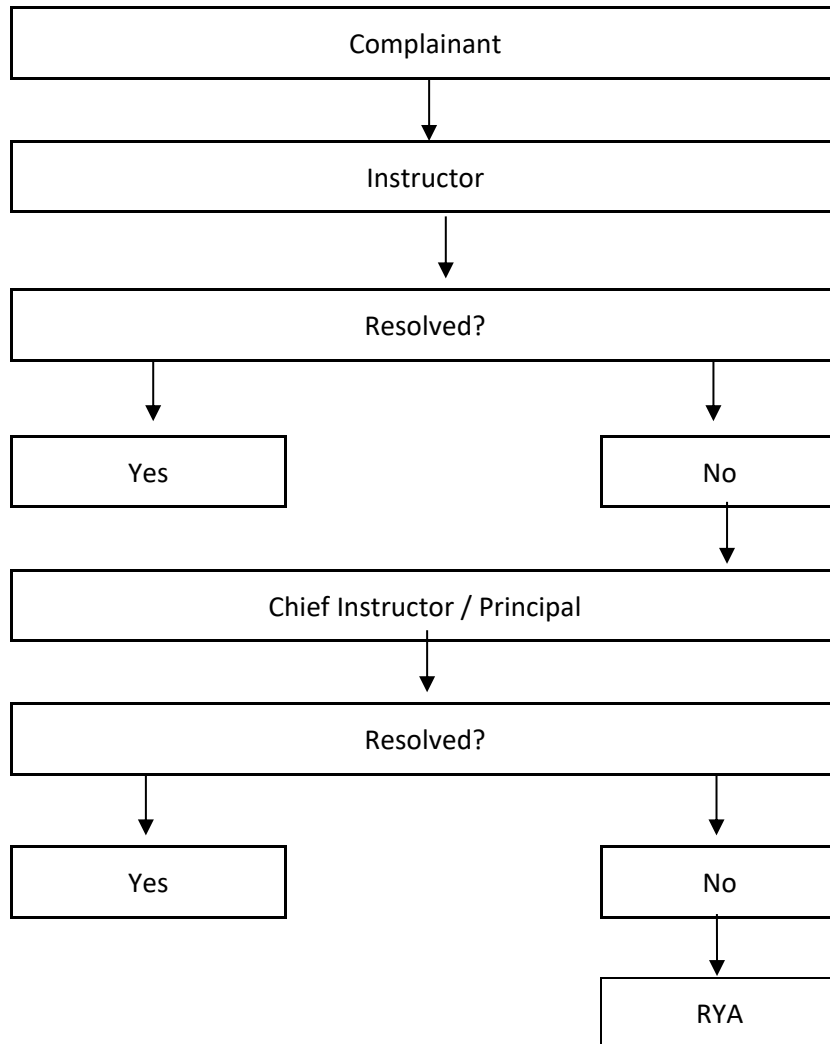 Complainant
Instructor
Resolved?
Yes
No
Chief Instructor / Principal
Resolved?
Yes
No
RYA